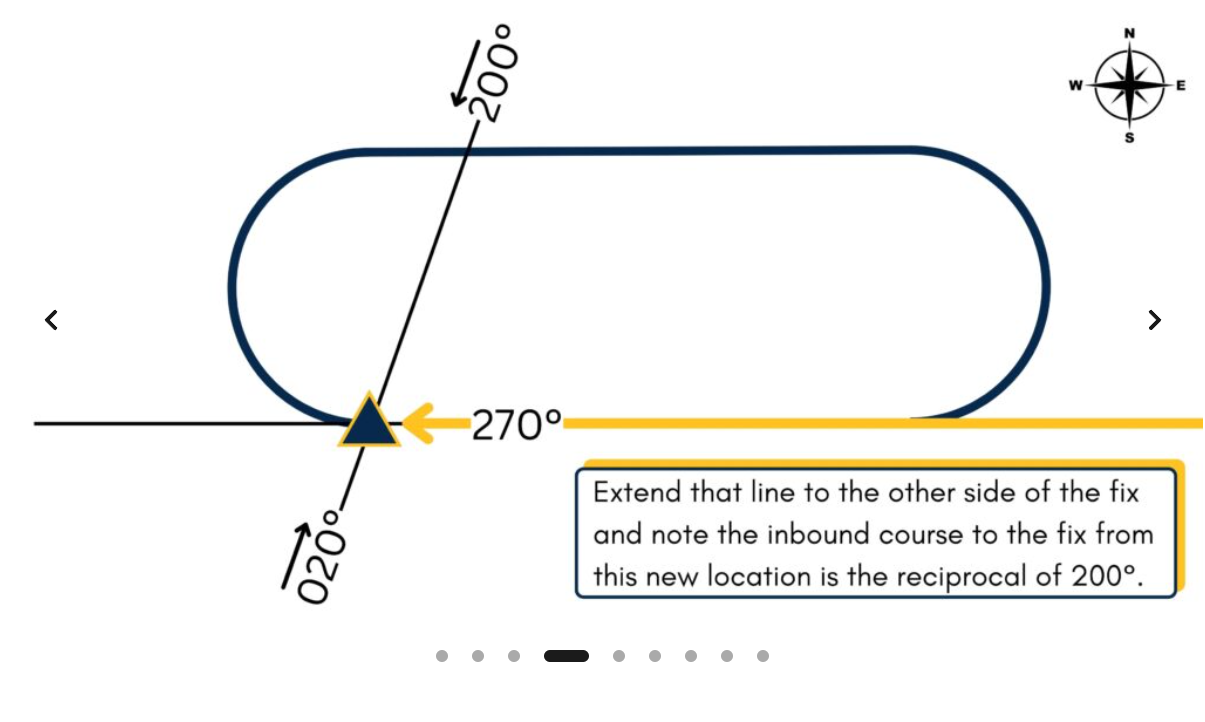 200°
N
W
E
S
270°
Extend that line to the other side of the fix
and note the inbound course to the fix from
this new location is the reciprocal of 200°.
020°